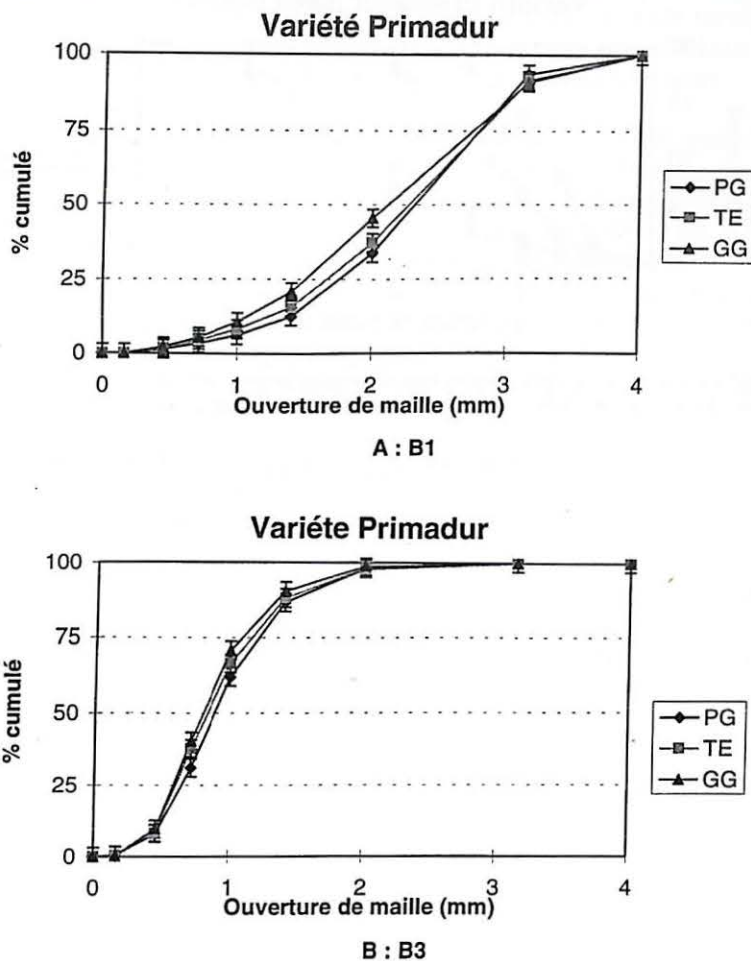 Variété Primadur
100
75
50
25
0
% cumulé
0 1 2 3 4
Ouverture de maille (mm)
PG
TE
GG
A : B1
Variéte Primadur
100
75
50
25
0
% cumulé
0 1 2 3 4
Ouverture de maille (mm)
PG
TE
GG
B : B3